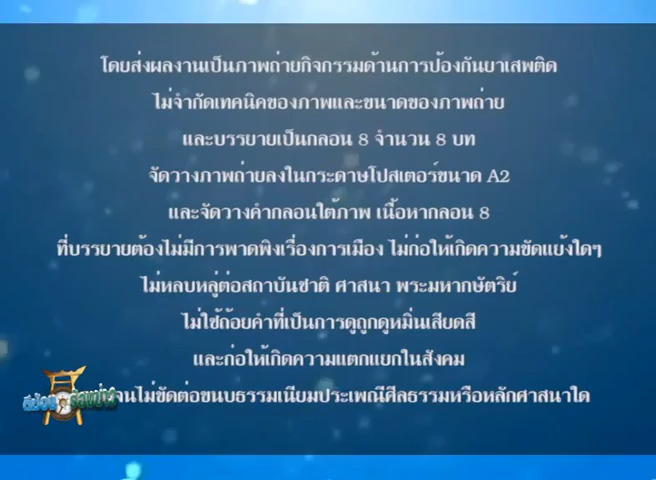 โดยส่งผลงานเป็นภาพถ่ายกิจกรรมด้านการป้องกันยาเสพติด
ไม่จำกัดเทคนิคของภาพและขนาดของภาพถ่าย
และบรรยายเป็นกลอน 8 จำนวน 8 บท
จัดวางภาพถ่ายลงในกระดาษโปสเตอร์ขนาด A2
และจัดวางคำกลอนใต้ภาพ เนื้อหากลอน 8
ที่บรรยายต้องไม่มีการพาดพิงเรื่องการเมือง ไม่ก่อให้เกิดความขัดแย้งใดๆ
ไม่หลบหลู่ต่อสถาบันชาติ ศาสนา พระมหากษัตริย์
ไม่ใช้ถ้อยคำที่เป็นการดูถูกดูหมิ่นเสียดสี
และก่อให้เกิดความแตกแยกในสังคม
านไม่ขัดต่อขนบธรรมเนียมประเพณีศีลธรรมหรือหลักศาสนาใด